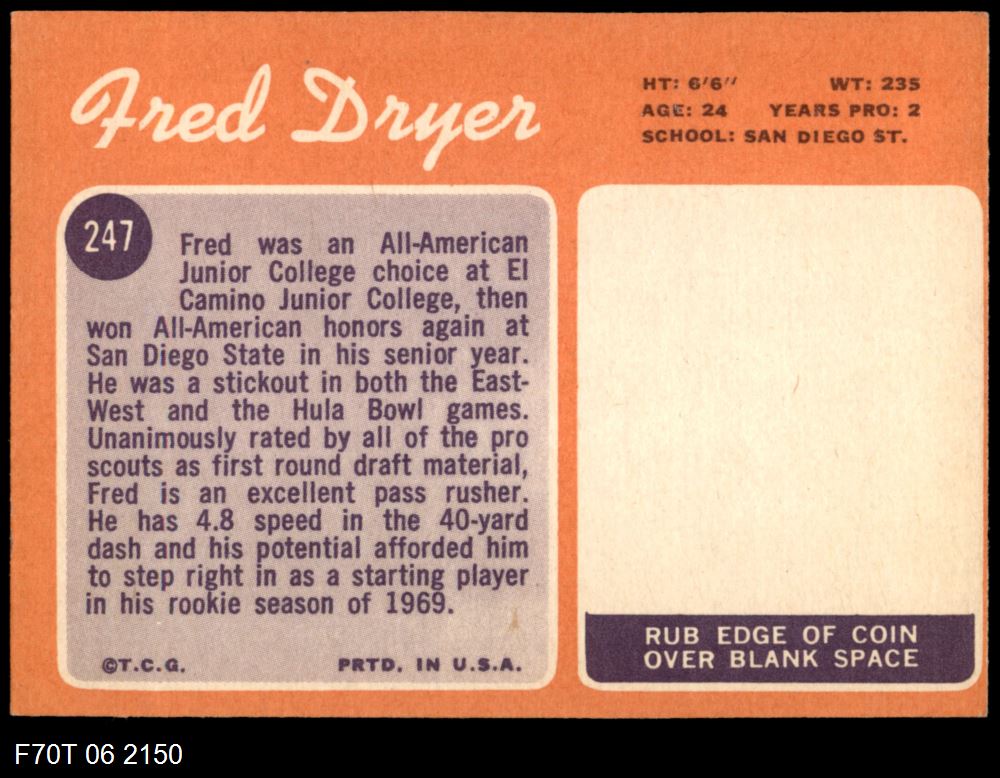 Fred Dryer
HT: 6'6" WT: 235
AGE: 24 YEARS PRO: 2
SCHOOL: SAN DIEGO ST.
247
Fred was an All-American
Junior College choice at El
Camino Junior College, then
won All-American honors again at
San Diego State in his senior year.
He was a stickout in both the East-
West and the Hula Bowl games.
Unanimously rated by all of the pro
scouts as first round draft material,
Fred is an excellent pass rusher.
He has 4.8 speed in the 40-yard
dash and his potential afforded him
to step right in as a starting player
in his rookie season of 1969.
©T.C.G. PRTD. IN U.S.A.
RUB EDGE OF COIN
OVER BLANK SPACE
F70T 06 2150